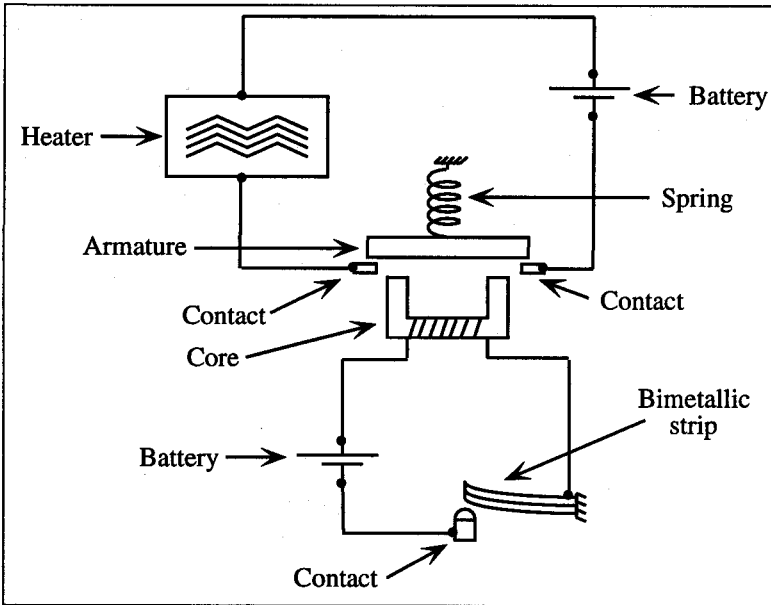 Battery
Heater
Spring
Armature
Contact
Contact
Core
Bimetallic
strip
Battery
Contact